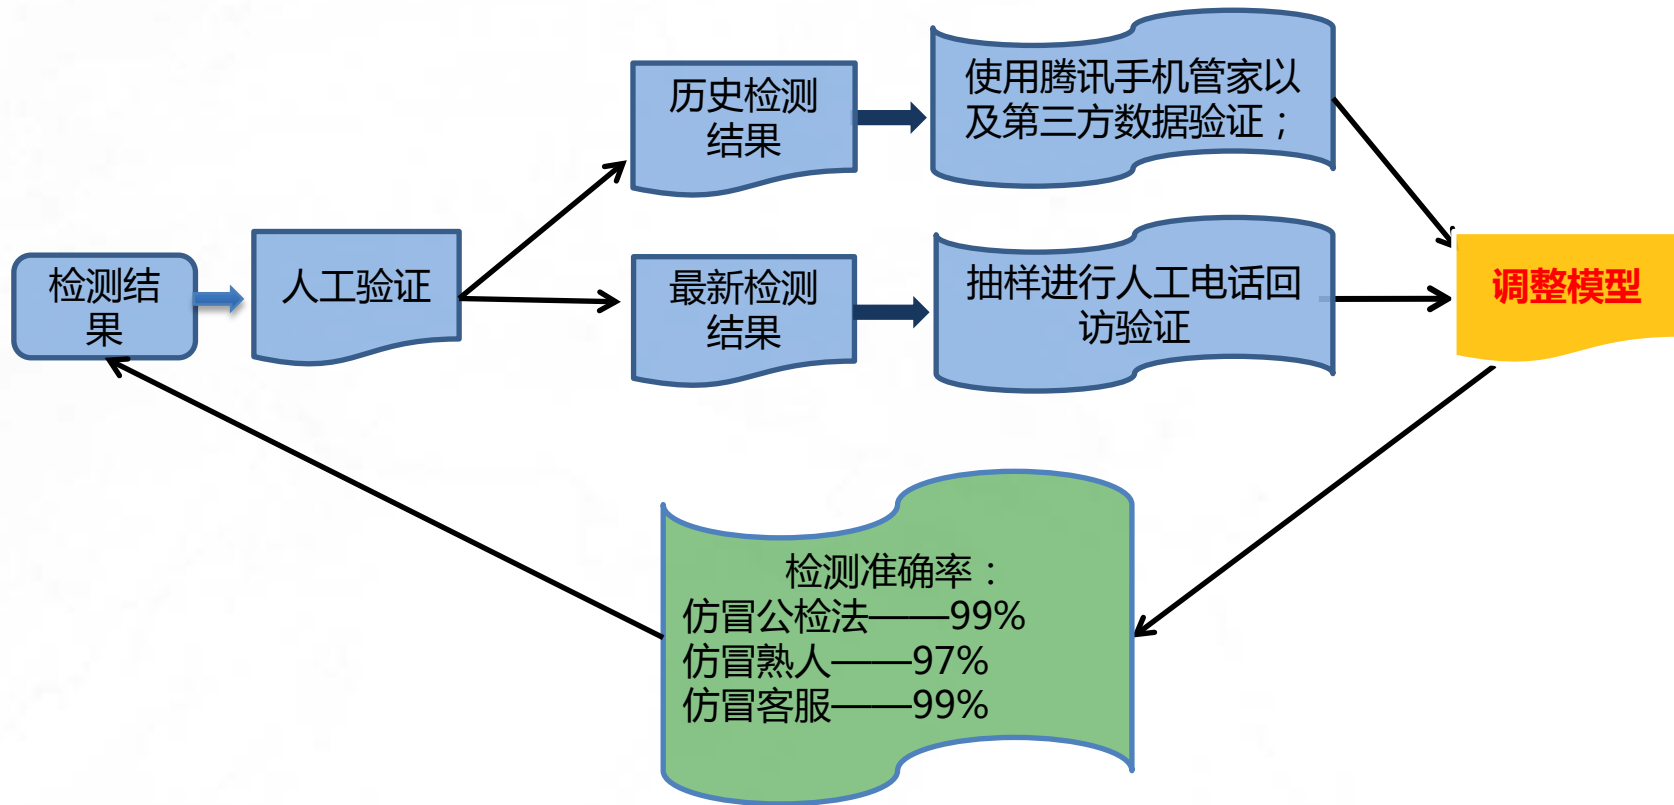 历史检测
结果
使用腾讯手机管家以
及第三方数据验证；
检测结
果
人工验证
最新检测
结果
抽样进行人工电话回
访验证
调整模型
检测准确率：
仿冒公检法——99%
仿冒熟人——97%
仿冒客服——99%